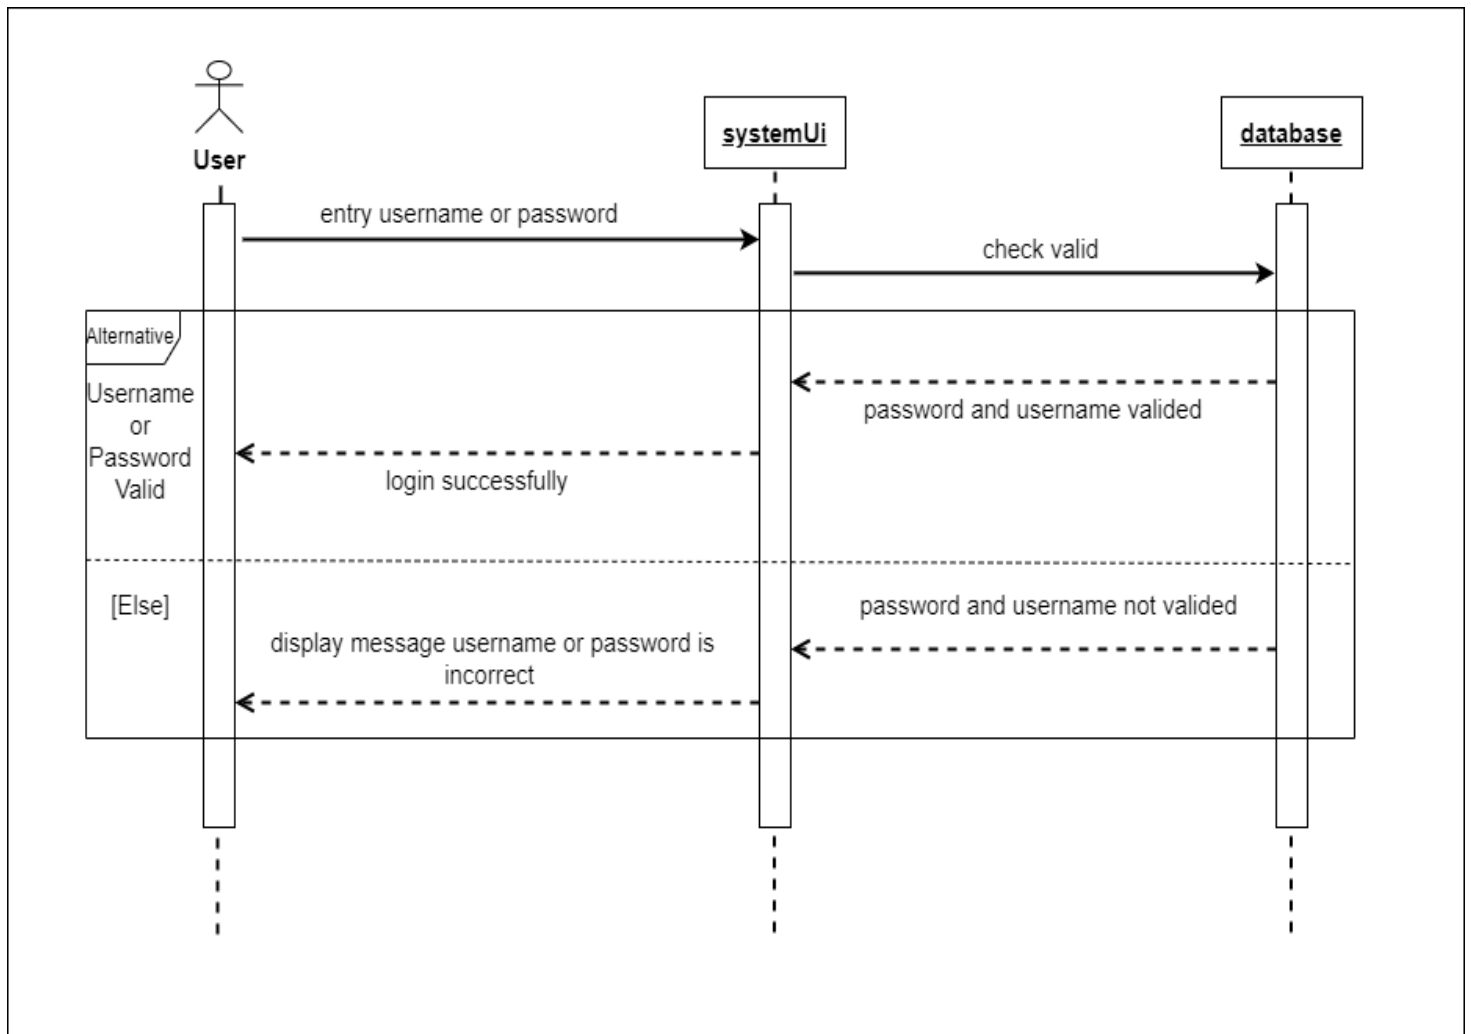 User
systemUi
database
entry username or password
check valid
Alternative
Username
or
Password
Valid
password and username valided
login successfully
[Else]
password and username not valided
display message username or password is
incorrect